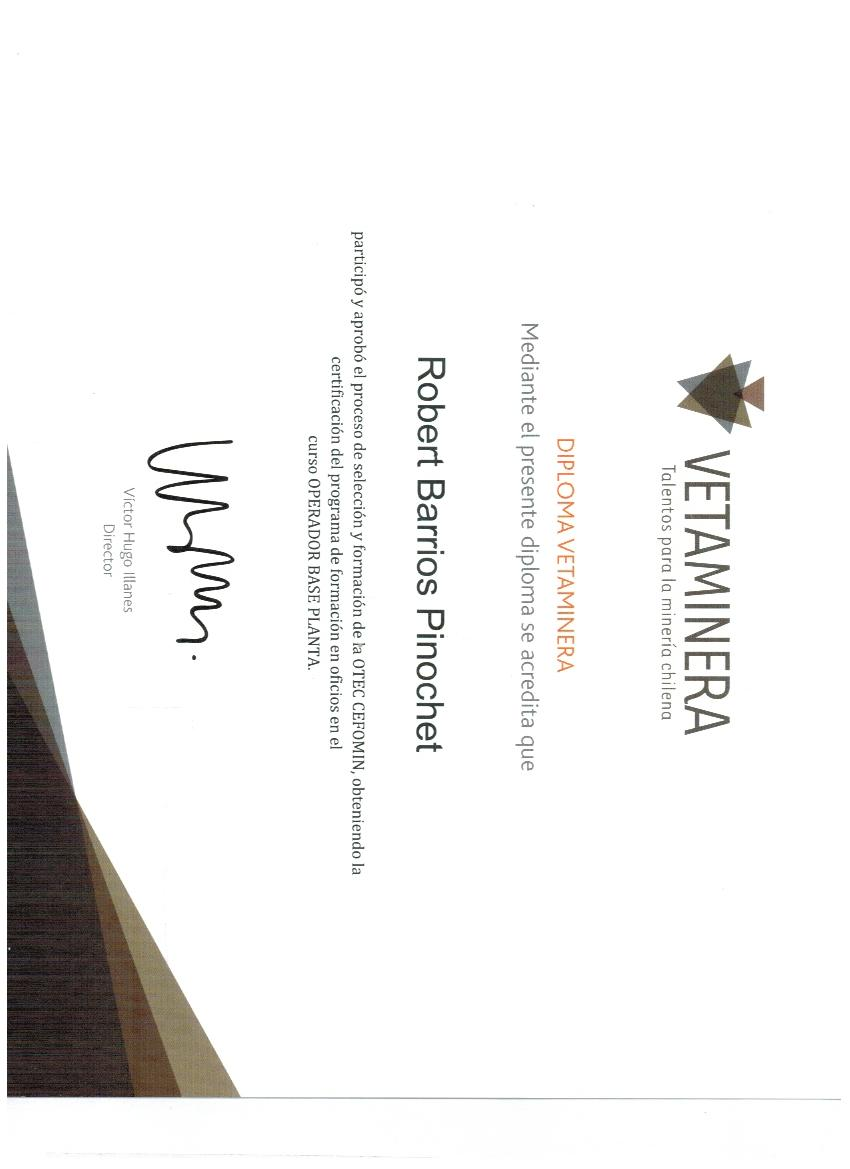 VETAMINERA
Talentos para la minería chilena
DIPLOMA VETAMINERA
Mediante el presente diploma se acredita que
Robert Barrios Pinochet
participó y aprobó el proceso de selección y formación de la OTEC CEFOMIN, obteniendo la
certificación del programa de formación en oficios en el
curso OPERADOR BASE PLANTA.
Víctor Hugo Illanes
Director